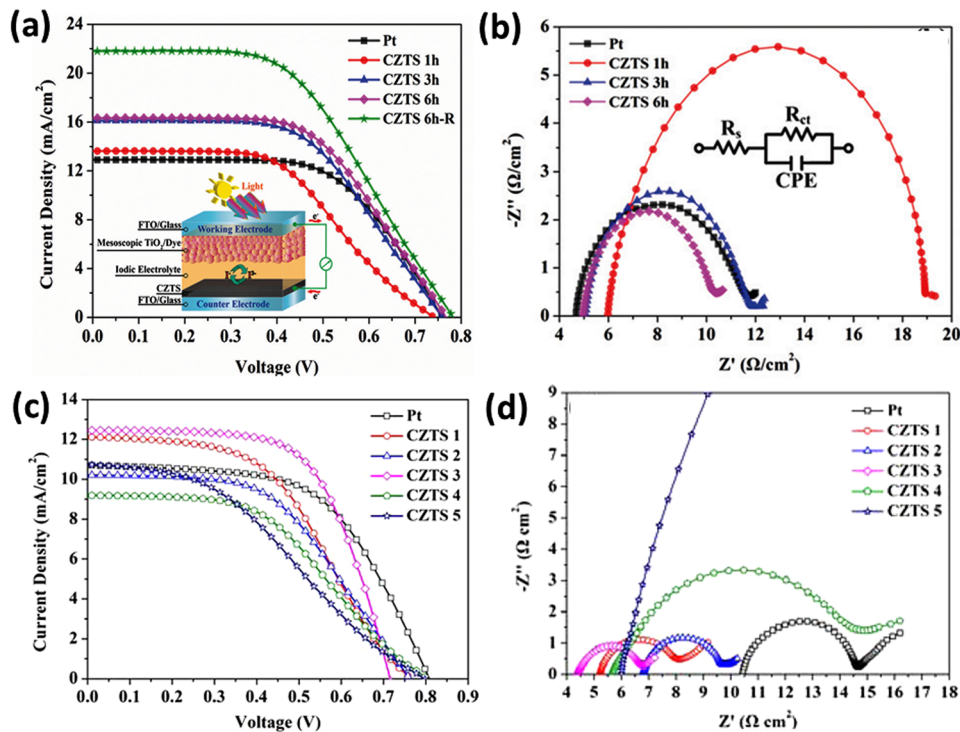 (a)
Current Density (mA/cm²)
24
20
16
12
8
4
0
0.0 0.1 0.2 0.3 0.4 0.5 0.6 0.7 0.8
Voltage (V)
Pt
CZTS 1h
CZTS 3h
CZTS 6h
CZTS 6h-R
Light
e⁻
FTO/Glass
Working Electrode
Mesoscopic TiO₂/Dye
Iodic Electrolyte
CZTS
FTO/Glass
Counter Electrode
e⁻
(b)
-Z'' (Ω/cm²)
6
5
4
3
2
1
0
4 6 8 10 12 14 16 18 20
Z' (Ω/cm²)
Pt
CZTS 1h
CZTS 3h
CZTS 6h
Rs
Rct
CPE
(c)
Current Density (mA/cm²)
14
12
10
8
6
4
2
0
0.0 0.1 0.2 0.3 0.4 0.5 0.6 0.7 0.8
Voltage (V)
Pt
CZTS 1
CZTS 2
CZTS 3
CZTS 4
CZTS 5
(d)
-Z'' (Ω cm²)
9
8
7
6
5
4
3
2
1
0
4 5 6 7 8 9 10 11 12 13 14 15 16 17 18
Z' (Ω cm²)
Pt
CZTS 1
CZTS 2
CZTS 3
CZTS 4
CZTS 5